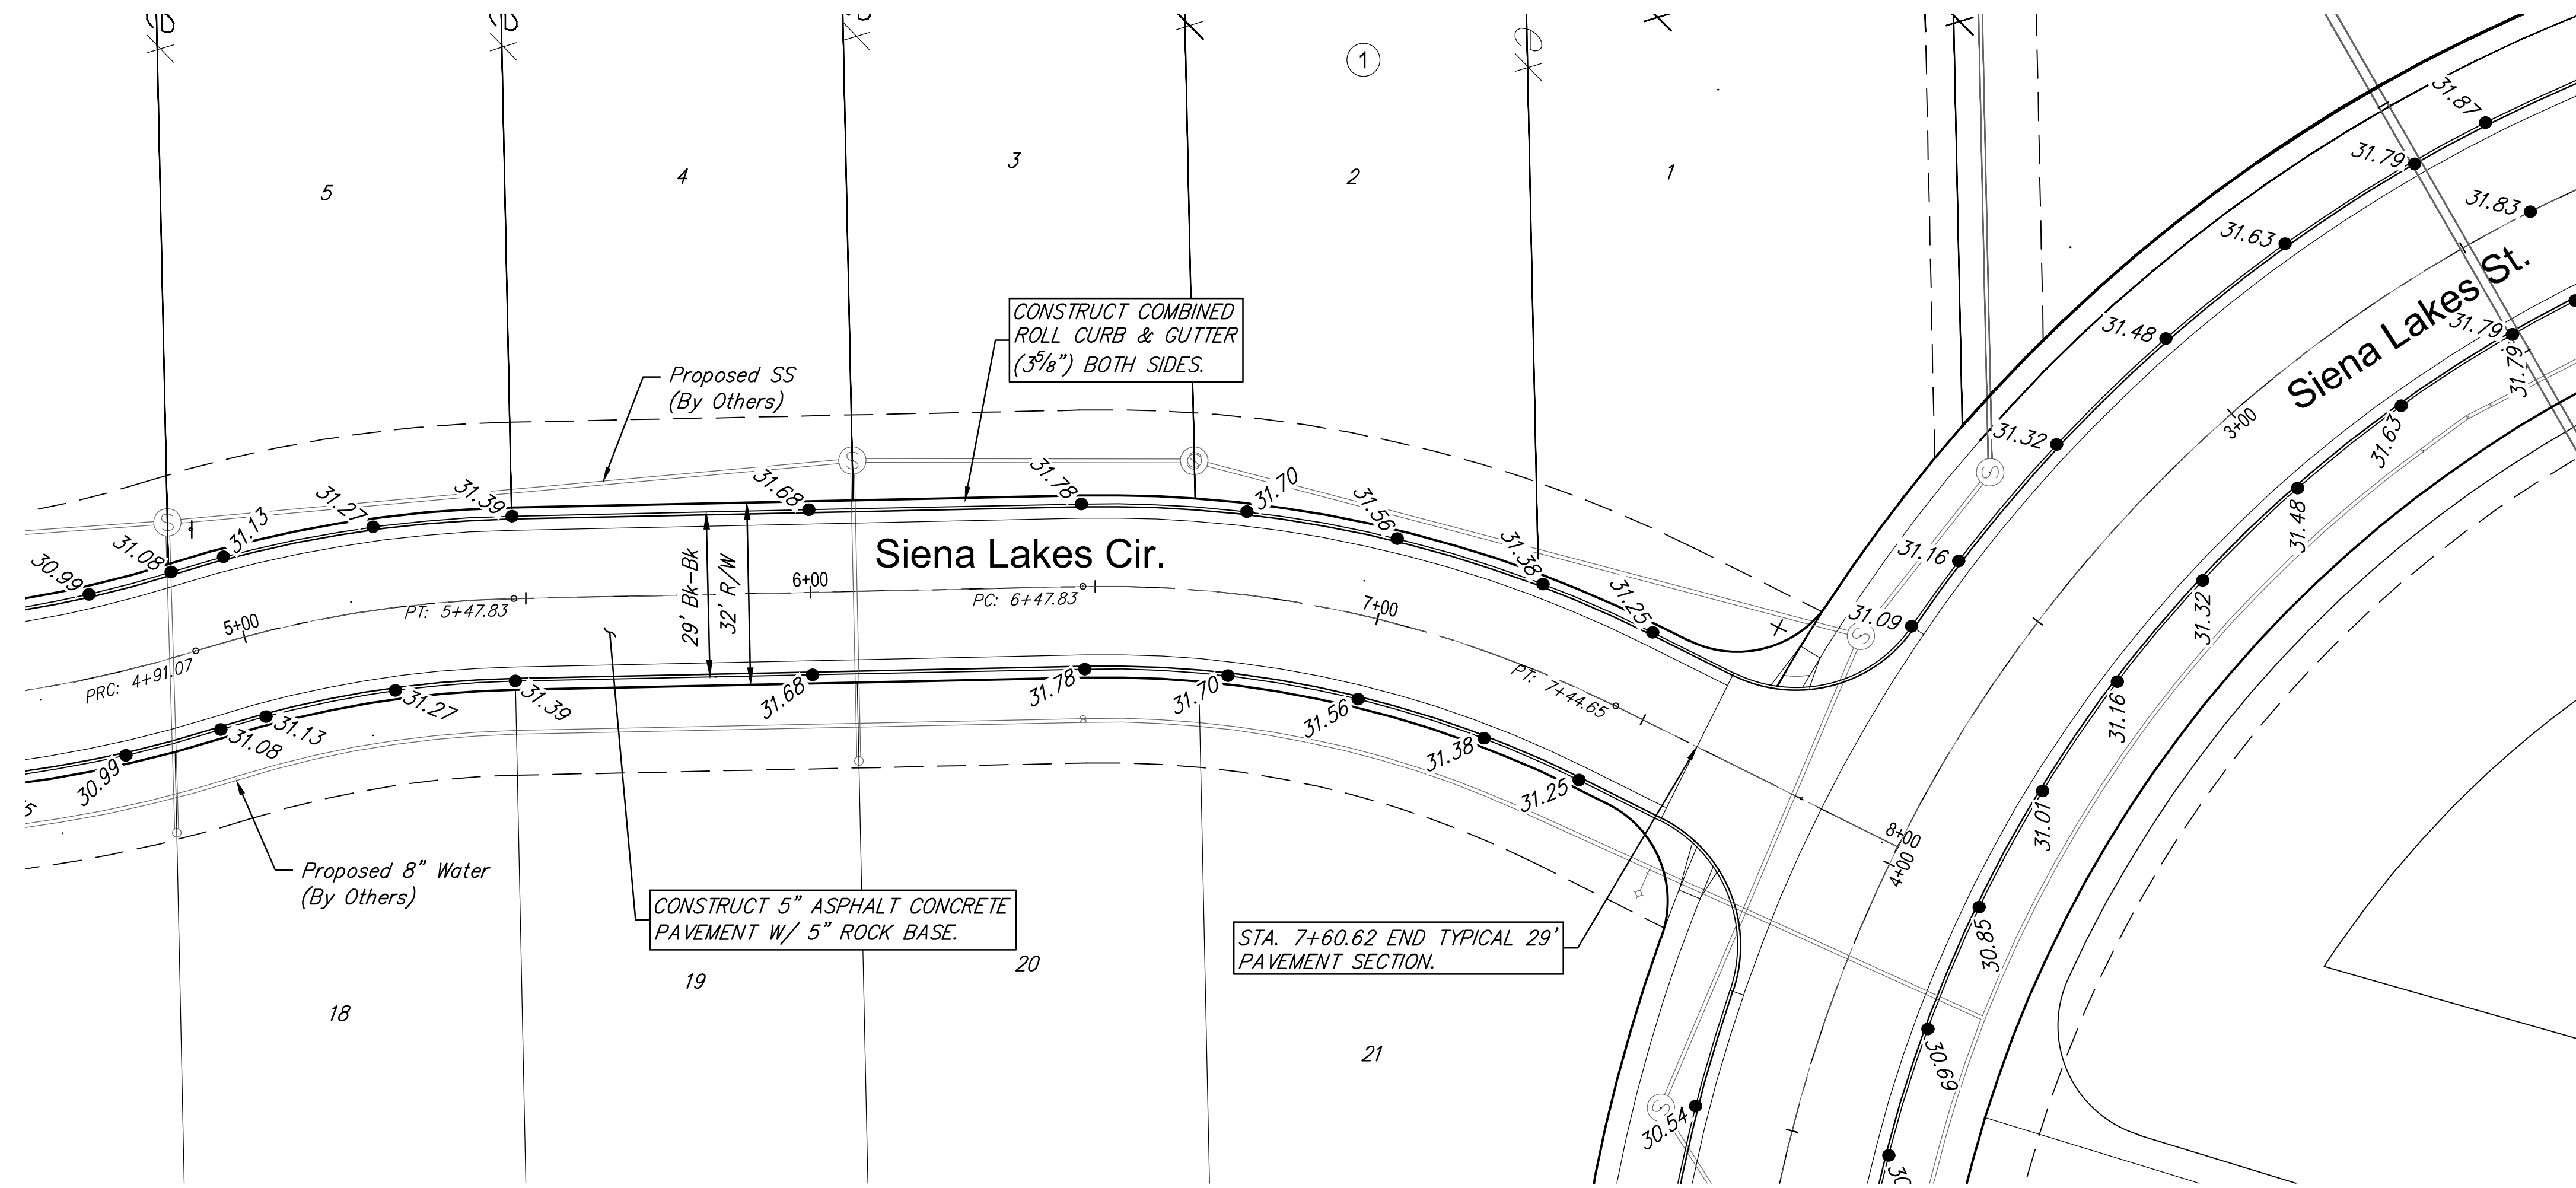 1
5
4
3
2
1
CONSTRUCT COMBINED
ROLL CURB & GUTTER
(3⅝") BOTH SIDES.
Proposed SS
(By Others)
31.87
31.79
31.83
31.63
31.48
31.32
31.16
31.09
Siena Lakes St.
31.79
31.79
3+00
30.99
31.08
31.13
31.27
31.39
31.68
31.78
31.70
31.56
31.38
31.25
S
S
S
S
S
S
Siena Lakes Cir.
29' Bk-Bk
32' R/W
PRC: 4+91.07
5+00
PT: 5+47.83
6+00
PC: 6+47.83
7+00
PT: 7+44.65
8+00
4+00
30.99
31.08
31.13
31.27
31.39
31.68
31.78
31.70
31.56
31.38
31.25
31.63
31.48
31.32
31.16
31.01
30.85
30.69
30.54
Proposed 8" Water
(By Others)
CONSTRUCT 5" ASPHALT CONCRETE
PAVEMENT W/ 5" ROCK BASE.
STA. 7+60.62 END TYPICAL 29'
PAVEMENT SECTION.
18
19
20
21